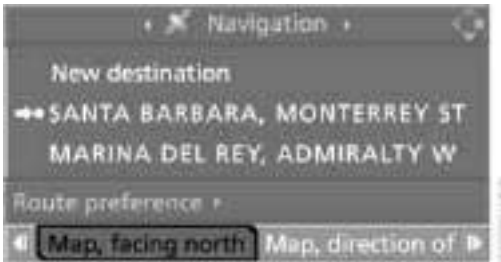 Navigation
New destination
SANTA BARBARA, MONTERREY ST
MARINA DEL REY, ADMIRALTY W
Route preference
Map, facing north Map, direction of